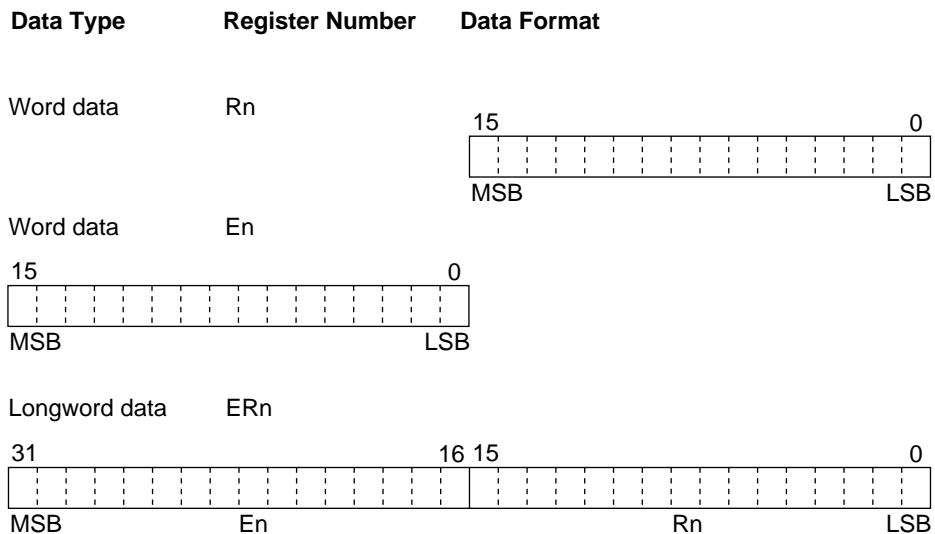 Data Type Register Number Data Format
Word data Rn
15 0
MSB LSB
Word data En
15 0
MSB LSB
Longword data ERn
31 16 15 0
MSB En Rn LSB